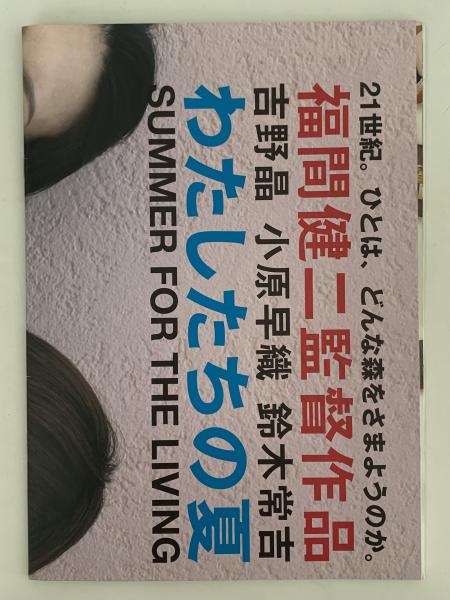 21世紀。ひとは、どんな森をさまようのか。
福間健二監督作品
吉野晶 小原早織 鈴木常吉
わたしたちの夏
SUMMER FOR THE LIVING